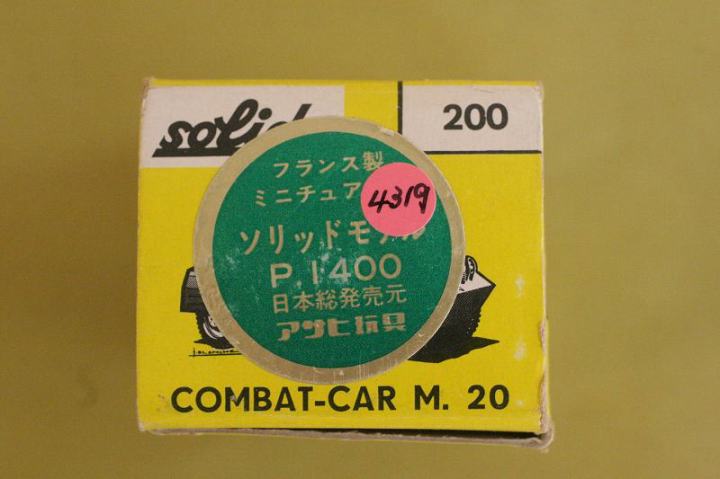 solid
200
フランス製
ミニチュア
4319
ソリッドモデル
P.1400
日本総発売元
アサヒ玩具
COMBAT-CAR M. 20